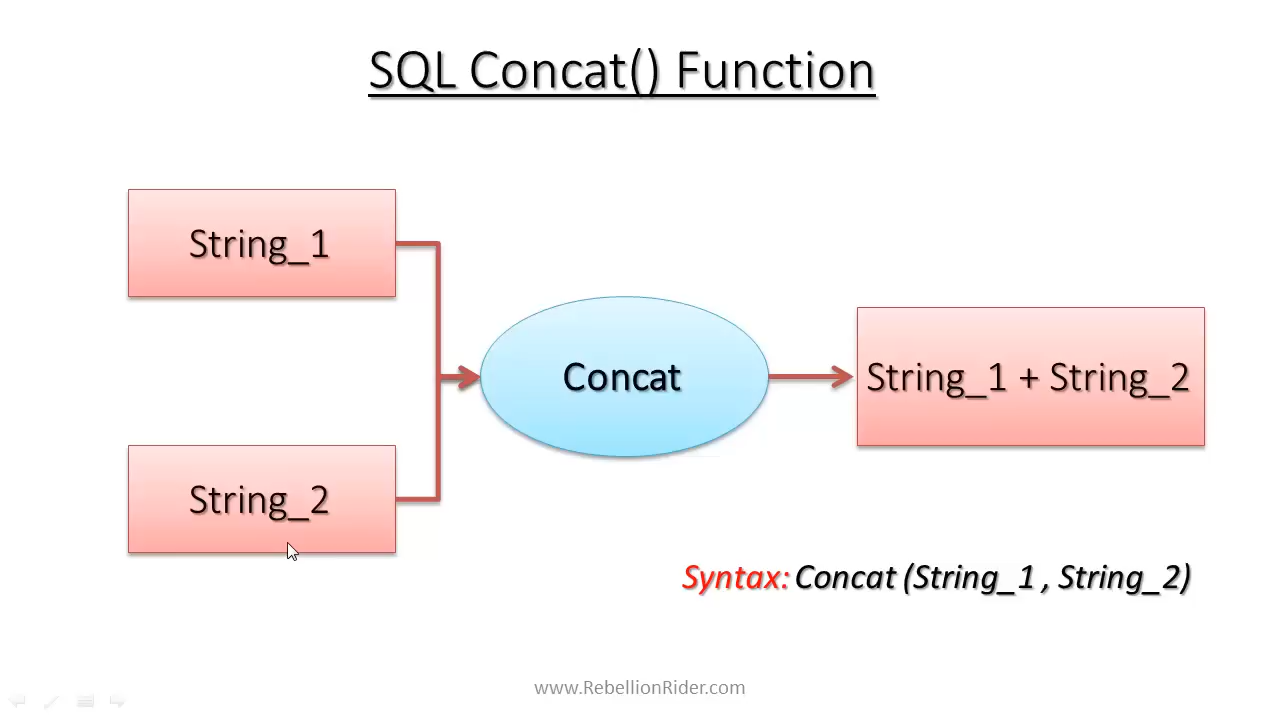 SQL Concat() Function
String_1
Concat
String_1 + String_2
String_2
Syntax: Concat (String_1 , String_2)
www.RebellionRider.com